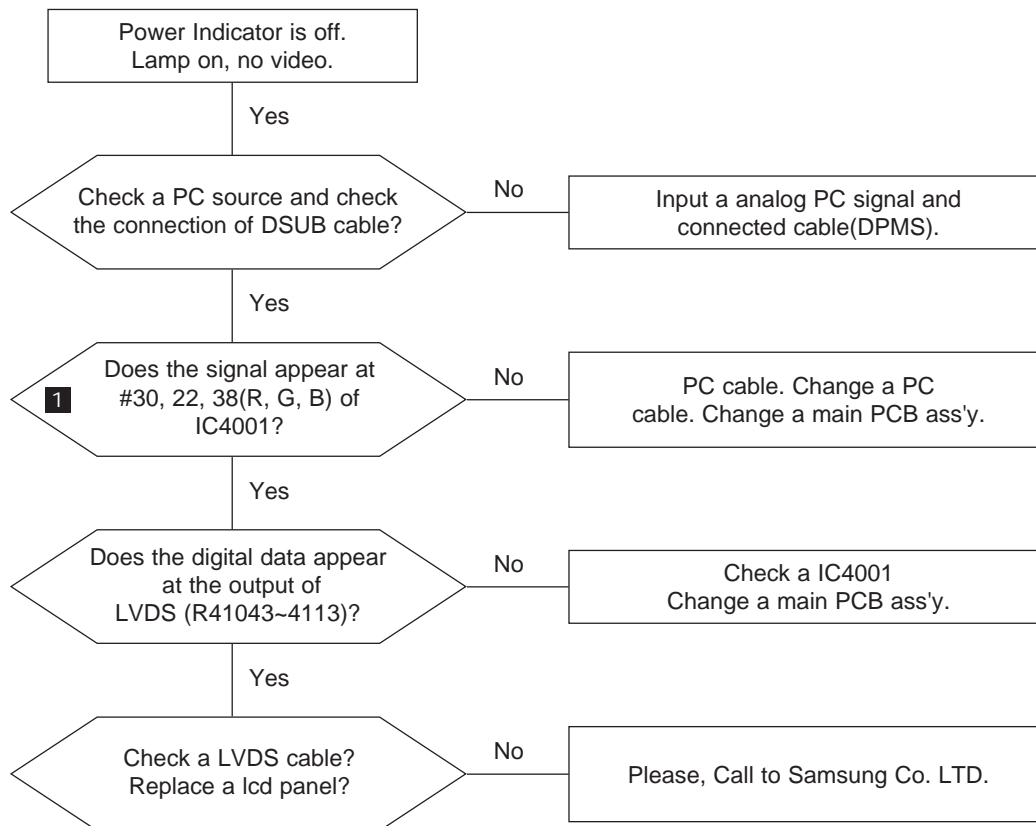 Power Indicator is off.
Lamp on, no video.
Yes
Check a PC source and check
the connection of DSUB cable?
No
Input a analog PC signal and
connected cable(DPMS).
Yes
1
Does the signal appear at
#30, 22, 38(R, G, B) of
IC4001?
No
PC cable. Change a PC
cable. Change a main PCB ass'y.
Yes
Does the digital data appear
at the output of
LVDS (R41043~4113)?
No
Check a IC4001
Change a main PCB ass'y.
Yes
Check a LVDS cable?
Replace a lcd panel?
No
Please, Call to Samsung Co. LTD.